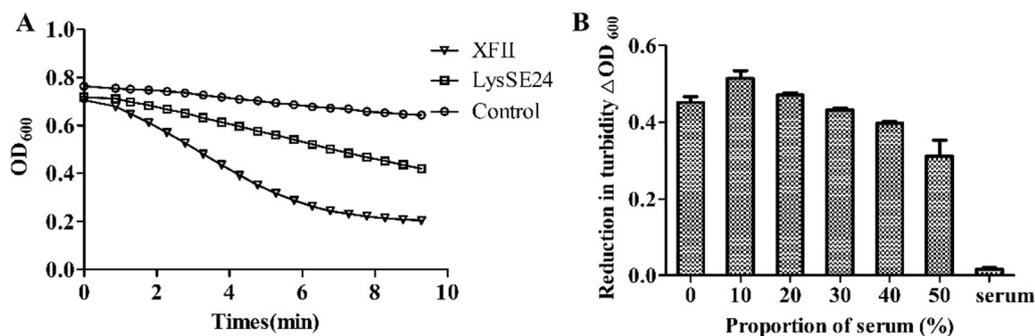 A
1.0
0.8
0.6
0.4
0.2
0.0
OD600
0 2 4 6 8 10
Times(min)
XFII
LysSE24
Control
B
0.6
0.4
0.2
0.0
Reduction in turbidity △OD 600
0 10 20 30 40 50 serum
Proportion of serum (%)